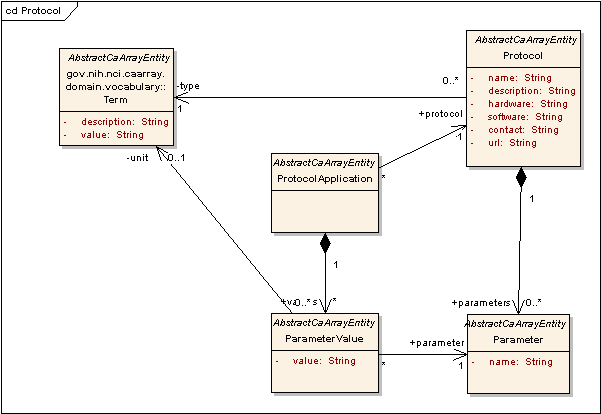 cd Protocol
AbstractCaArrayEntity
gov.nih.nci.caarray.
domain.vocabulary::
Term
- description: String
- value: String
-type
1
0..*
AbstractCaArrayEntity
Protocol
- name: String
- description: String
- hardware: String
- software: String
- contact: String
- url: String
+protocol
1
*
-unit
0..1
AbstractCaArrayEntity
ProtocolApplication
1
1
0..*
*
+parameters
0..*
AbstractCaArrayEntity
ParameterValue
- value: String
+parameter
*
1
AbstractCaArrayEntity
Parameter
- name: String